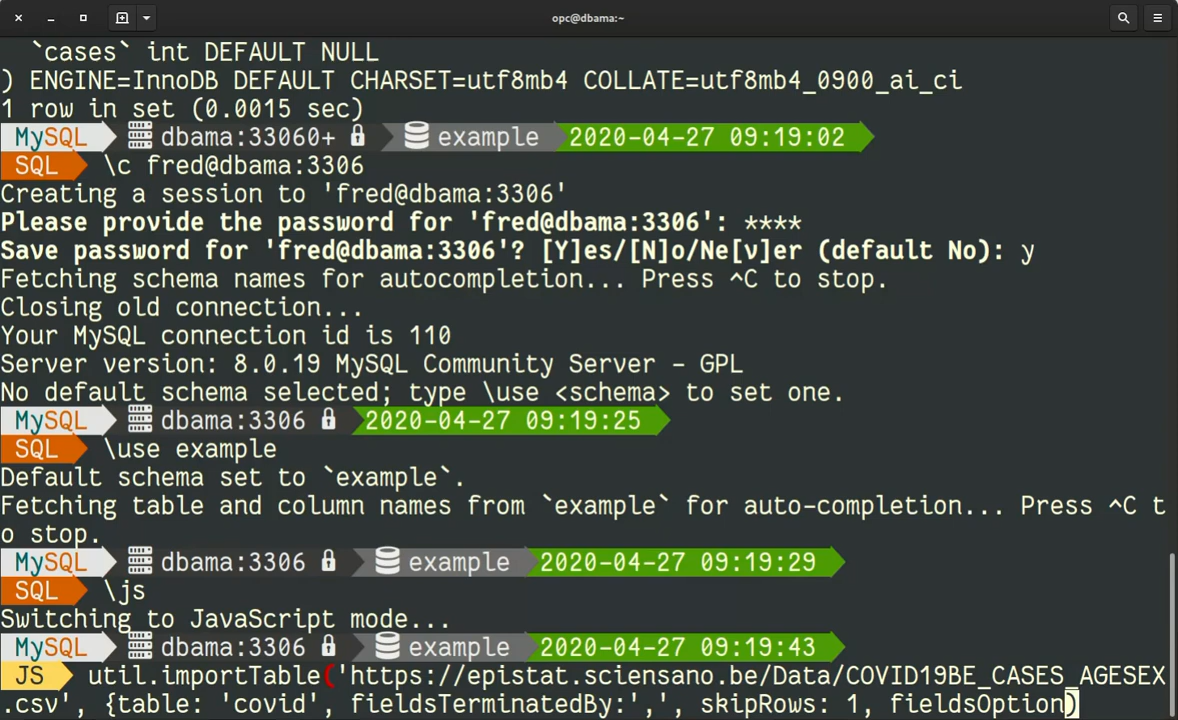 opc@dbama:~
`cases` int DEFAULT NULL
) ENGINE=InnoDB DEFAULT CHARSET=utf8mb4 COLLATE=utf8mb4_0900_ai_ci
1 row in set (0.0015 sec)
MySQL dbama:33060+ example 2020-04-27 09:19:02
SQL \c fred@dbama:3306
Creating a session to 'fred@dbama:3306'
Please provide the password for 'fred@dbama:3306': ****
Save password for 'fred@dbama:3306'? [Y]es/[N]o/Ne[v]er (default No): y
Fetching schema names for autocompletion... Press ^C to stop.
Closing old connection...
Your MySQL connection id is 110
Server version: 8.0.19 MySQL Community Server - GPL
No default schema selected; type \use <schema> to set one.
MySQL dbama:3306 2020-04-27 09:19:25
SQL \use example
Default schema set to `example`.
Fetching table and column names from `example` for auto-completion... Press ^C t
o stop.
MySQL dbama:3306 example 2020-04-27 09:19:29
SQL \js
Switching to JavaScript mode...
MySQL dbama:3306 example 2020-04-27 09:19:43
JS util.importTable('https://epistat.sciensano.be/Data/COVID19BE_CASES_AGESEX
.csv', {table: 'covid', fieldsTerminatedBy:',', skipRows: 1, fieldsOption)